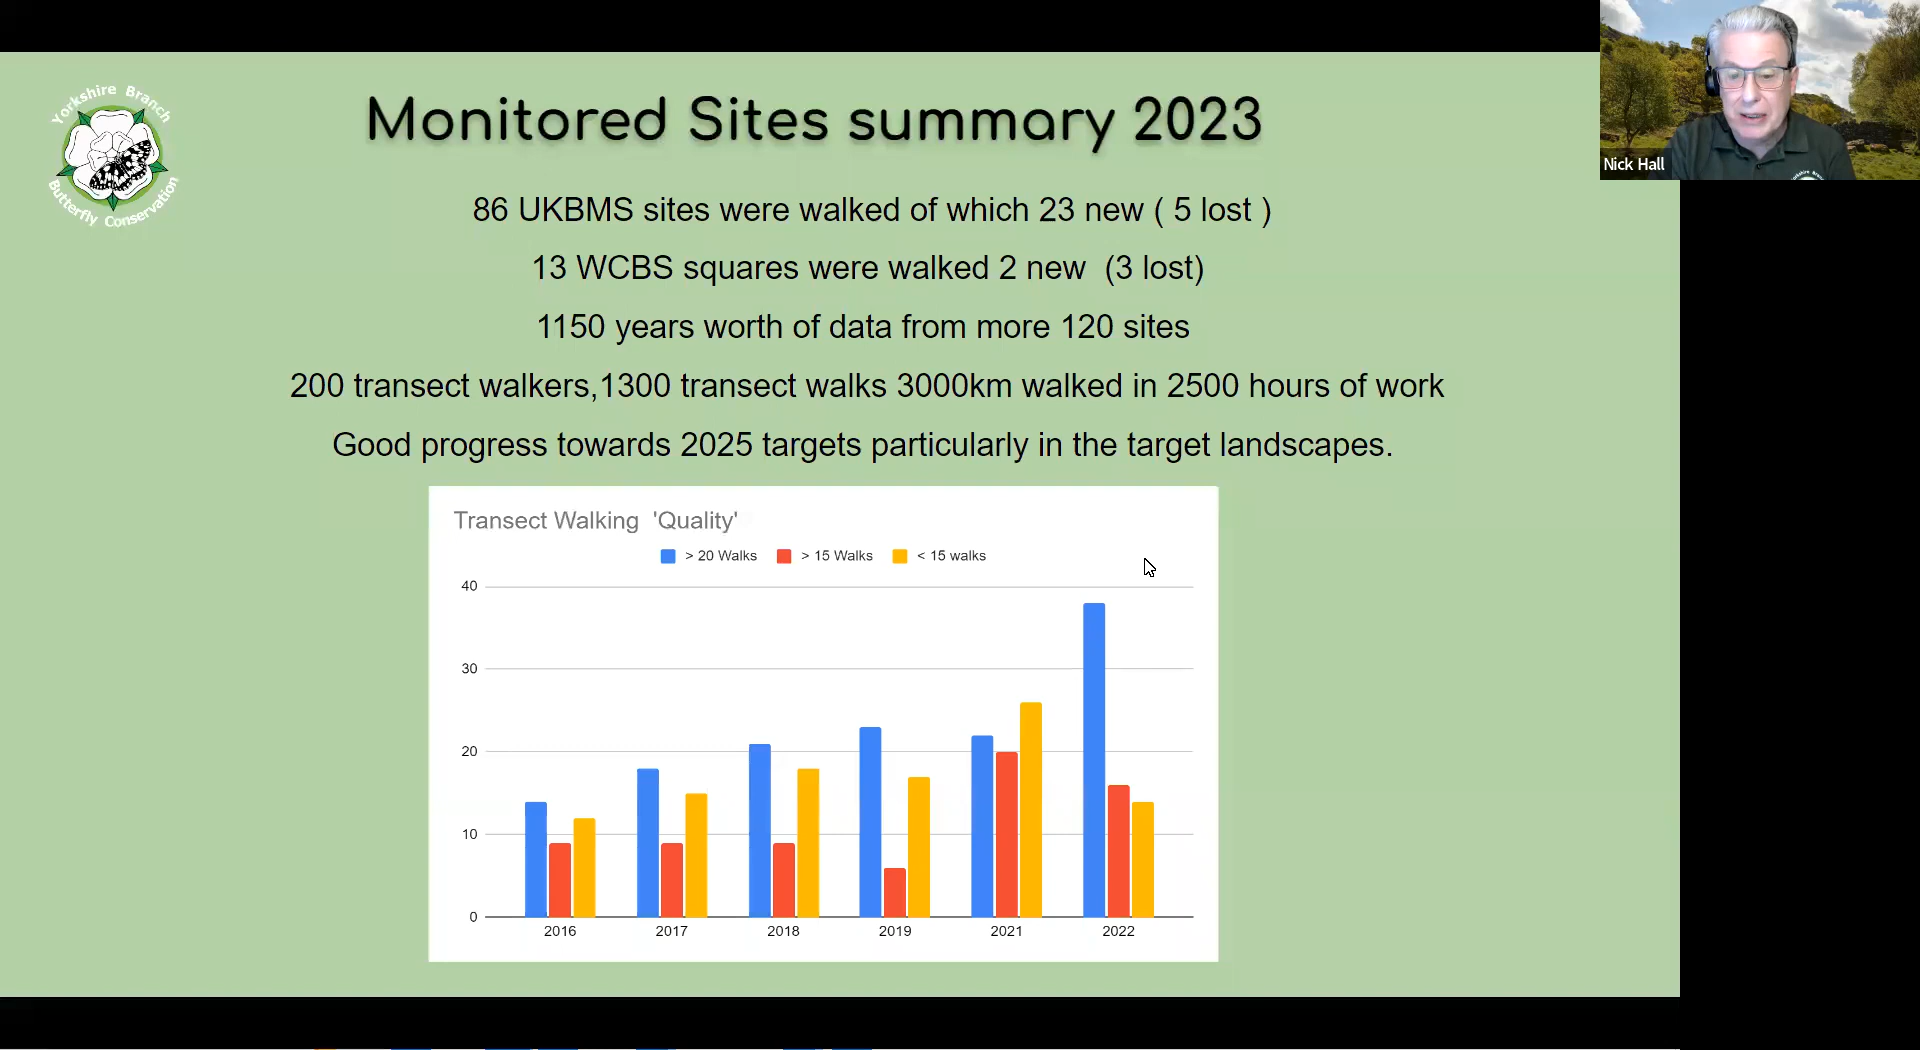 Yorkshire Branch
Butterfly Conservation
Monitored Sites summary 2023
Nick Hall
86 UKBMS sites were walked of which 23 new ( 5 lost )
13 WCBS squares were walked 2 new (3 lost)
1150 years worth of data from more 120 sites
200 transect walkers,1300 transect walks 3000km walked in 2500 hours of work
Good progress towards 2025 targets particularly in the target landscapes.
Transect Walking 'Quality'
> 20 Walks > 15 Walks < 15 walks
40
30
20
10
0
2016 2017 2018 2019 2021 2022